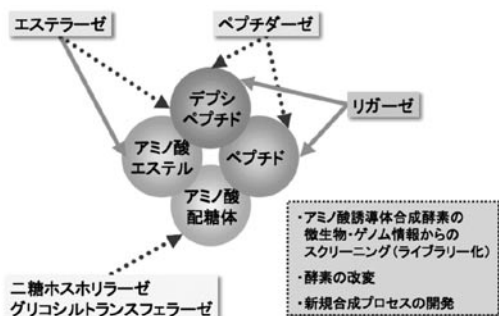 エステラーゼ
ペプチダーゼ
デプシ
ペプチド
リガーゼ
アミノ酸
エステル
ペプチド
アミノ酸
配糖体
・アミノ酸誘導体合成酵素の
微生物・ゲノム情報からの
スクリーニング(ライブラリー化)
・酵素の改変
・新規合成プロセスの開発
二糖ホスホリラーゼ
グリコシルトランスフェラーゼ